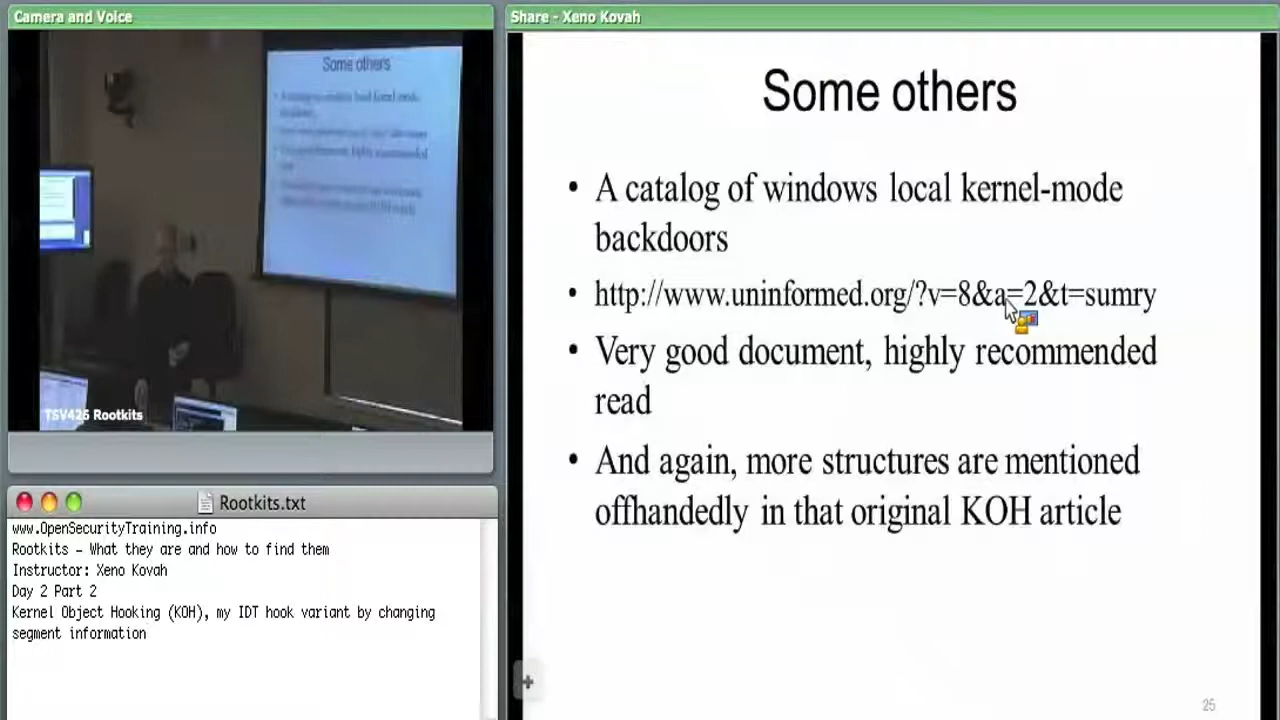 Camera and Voice
Some others
TSV426 Rootkits
Rootkits.txt
www.OpenSecurityTraining.info
Rootkits – What they are and how to find them
Instructor: Xeno Kovah
Day 2 Part 2
Kernel Object Hooking (KOH), my IDT hook variant by changing
segment information
Share - Xeno Kovah
Some others
• A catalog of windows local kernel-mode
backdoors
• http://www.uninformed.org/?v=8&a=2&t=sumry
• Very good document, highly recommended
read
• And again, more structures are mentioned
offhandedly in that original KOH article
25